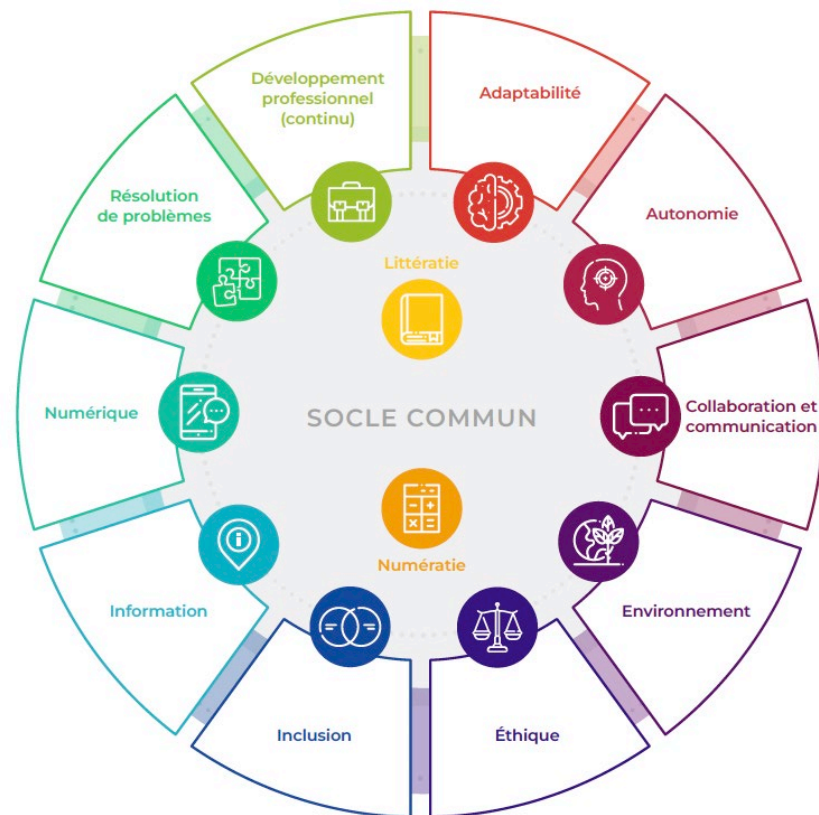 Développement
professionnel
(continu)
Adaptabilité
Résolution
de problèmes
Autonomie
Littératie
Numérique
SOCLE COMMUN
Collaboration et
communication
Numératie
Information
Environnement
Inclusion
Éthique